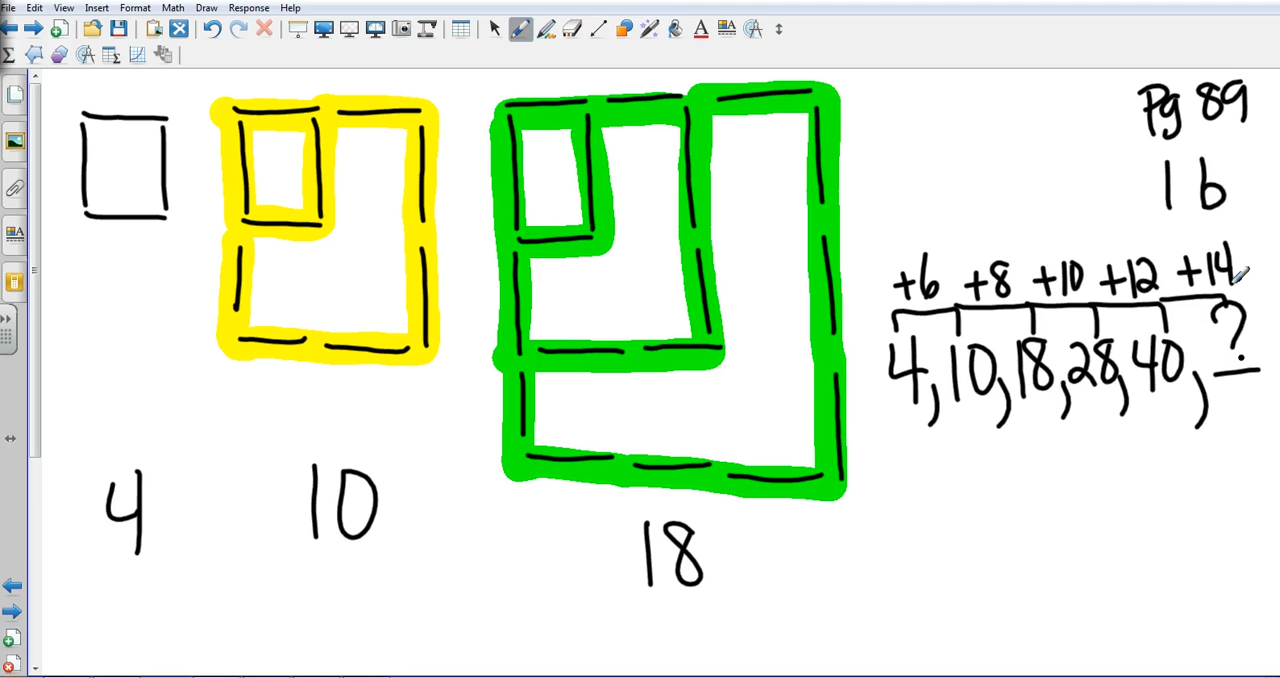 File Edit View Insert Format Math Draw Response Help
Pg 89
1 b
+6 +8 +10 +12 +14
4, 10, 18, 28, 40, ?
4
10
18